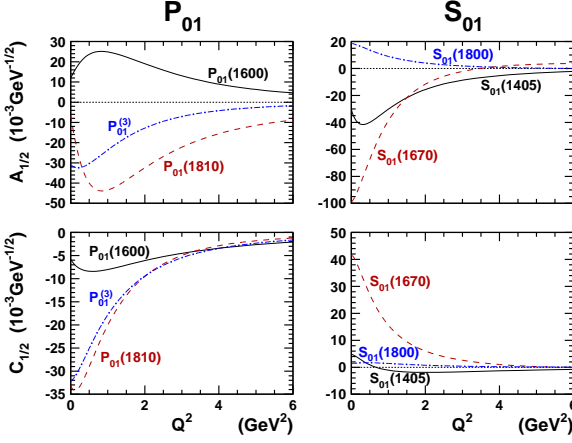 P01 S01
A1/2 (10-3GeV-1/2)
30
20
10
0
-10
-20
-30
-40
-50
P01(1600)
P01(3)
P01(1810)
20
0
-20
-40
-60
-80
-100
S01(1800)
S01(1405)
S01(1670)
C1/2 (10-3GeV-1/2)
0
-5
-10
-15
-20
-25
-30
-35
P01(1600)
P01(3)
P01(1810)
0 2 4 6
Q2 (GeV2)
50
40
30
20
10
0
-10
S01(1670)
S01(1800)
S01(1405)
0 2 4 6
Q2 (GeV2)